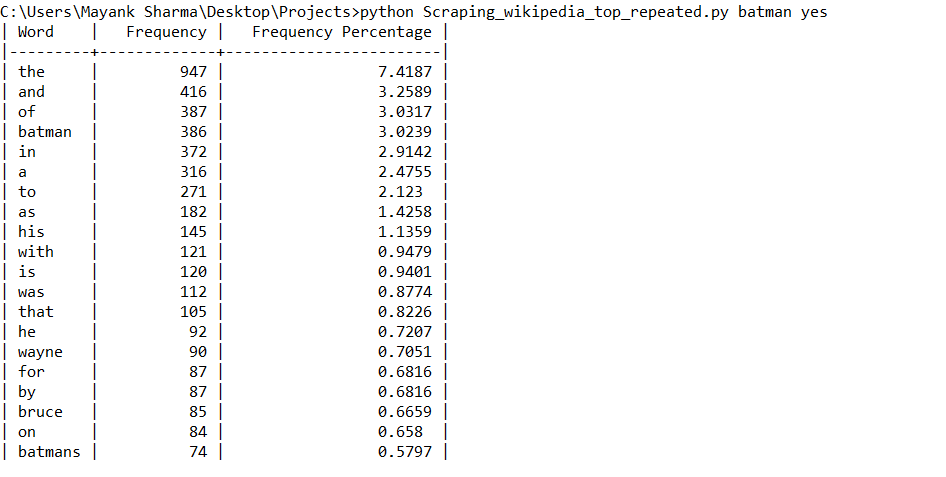 C:\Users\Mayank Sharma\Desktop\Projects>python Scraping_wikipedia_top_repeated.py batman yes
| Word    |   Frequency |   Frequency Percentage |
|---------+-------------+------------------------|
| the     |         947 |                 7.4187 |
| and     |         416 |                 3.2589 |
| of      |         387 |                 3.0317 |
| batman  |         386 |                 3.0239 |
| in      |         372 |                 2.9142 |
| a       |         316 |                 2.4755 |
| to      |         271 |                 2.123  |
| as      |         182 |                 1.4258 |
| his     |         145 |                 1.1359 |
| with    |         121 |                 0.9479 |
| is      |         120 |                 0.9401 |
| was     |         112 |                 0.8774 |
| that    |         105 |                 0.8226 |
| he      |          92 |                 0.7207 |
| wayne   |          90 |                 0.7051 |
| for     |          87 |                 0.6816 |
| by      |          87 |                 0.6816 |
| bruce   |          85 |                 0.6659 |
| on      |          84 |                 0.658  |
| batmans |          74 |                 0.5797 |